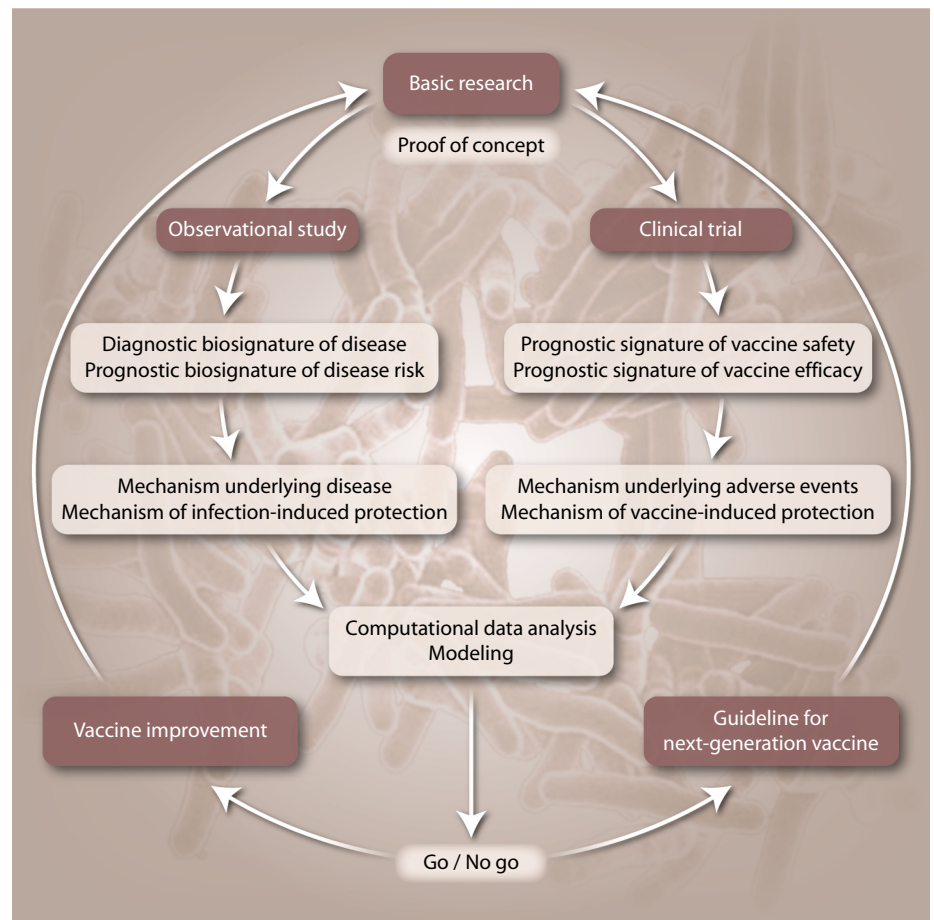 Basic research
Proof of concept
Observational study
Clinical trial
Diagnostic biosignature of disease
Prognostic biosignature of disease risk
Prognostic signature of vaccine safety
Prognostic signature of vaccine efficacy
Mechanism underlying disease
Mechanism of infection-induced protection
Mechanism underlying adverse events
Mechanism of vaccine-induced protection
Computational data analysis
Modeling
Vaccine improvement
Guideline for
next-generation vaccine
Go / No go